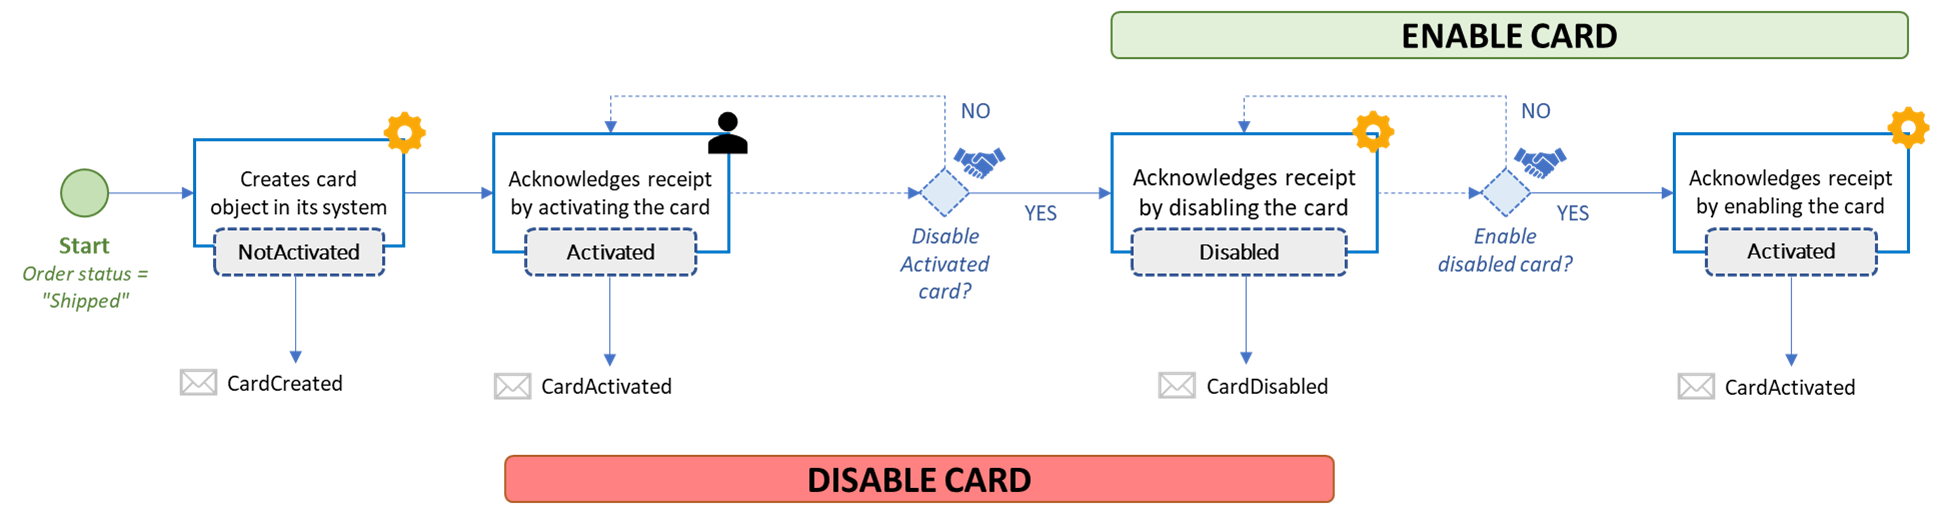 ENABLE CARD
NO
NO
Creates card
object in its system
NotActivated
Acknowledges receipt
by activating the card
Activated
YES
Acknowledges receipt
by disabling the card
Disabled
YES
Acknowledges receipt
by enabling the card
Activated
Start
Order status =
"Shipped"
Disable
Activated
card?
Enable
disabled card?
CardCreated
CardActivated
CardDisabled
CardActivated
DISABLE CARD